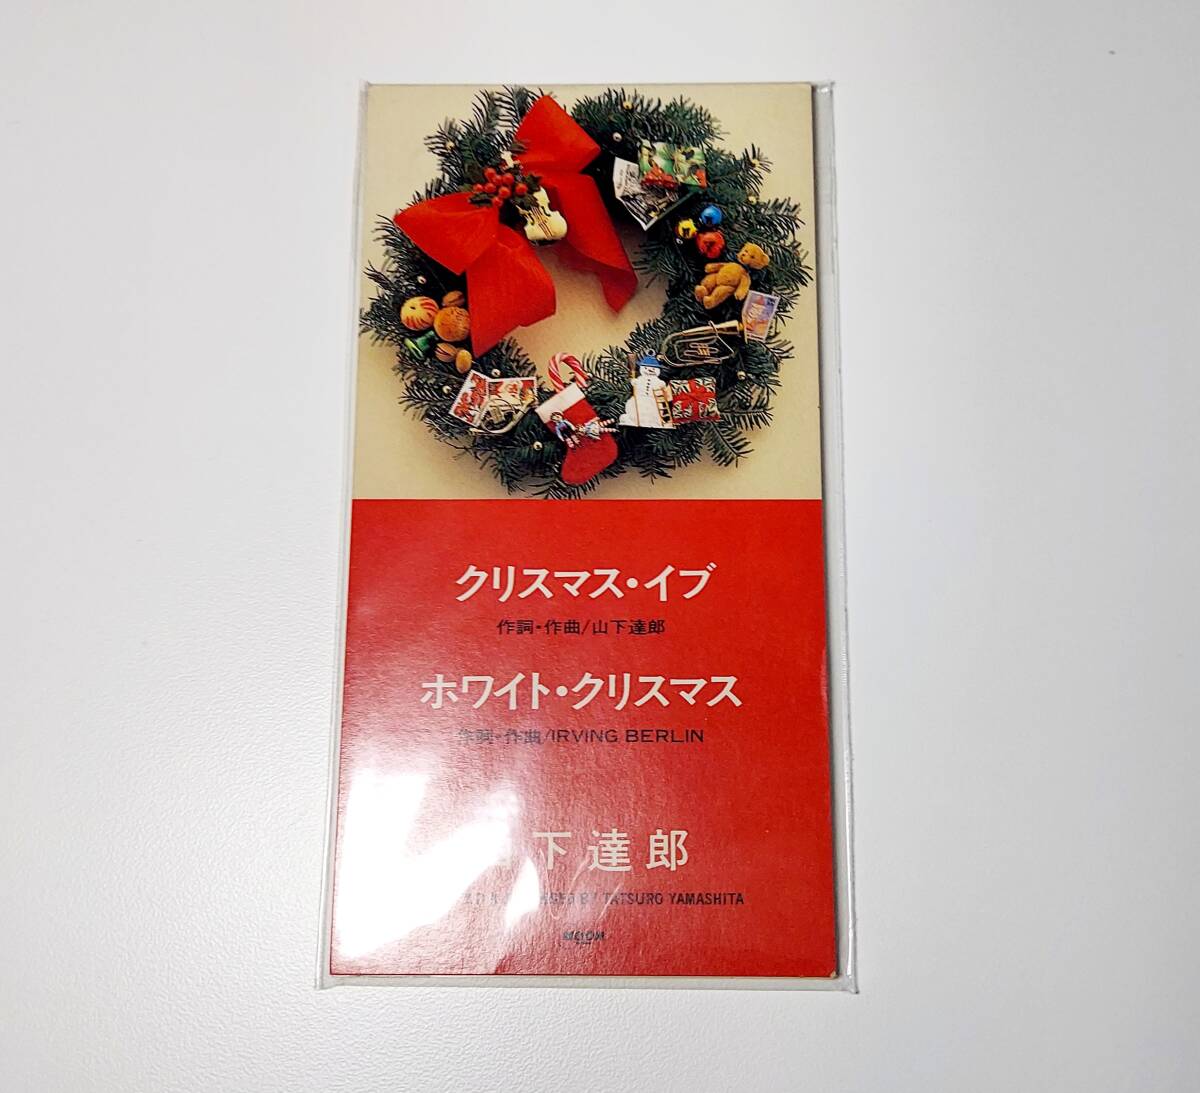 クリスマス・イブ
作詞・作曲/山下達郎
ホワイト・クリスマス
作詞・作曲/IRVING BERLIN
下達郎
BY TATSURO YAMASHITA